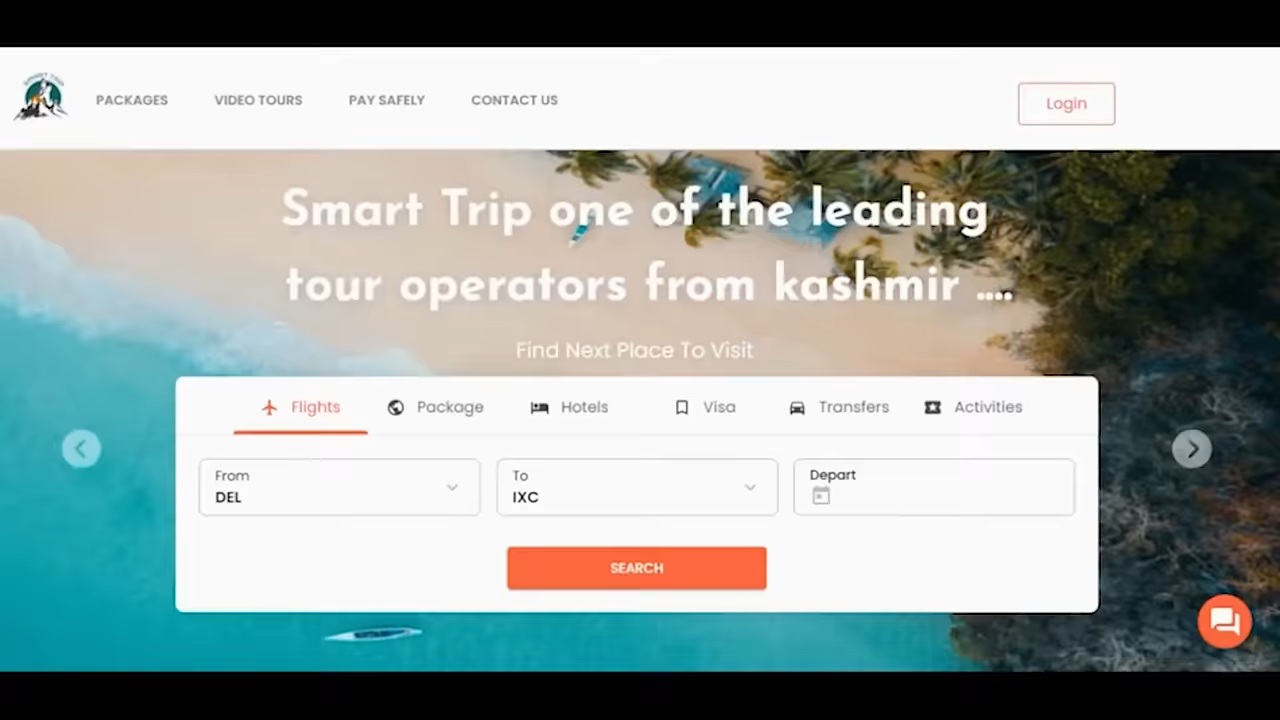 PACKAGES VIDEO TOURS PAY SAFELY CONTACT US Login
Smart Trip one of the leading
tour operators from kashmir ....
Find Next Place To Visit
Flights Package Hotels Visa Transfers Activities
From To Depart
DEL IXC
SEARCH